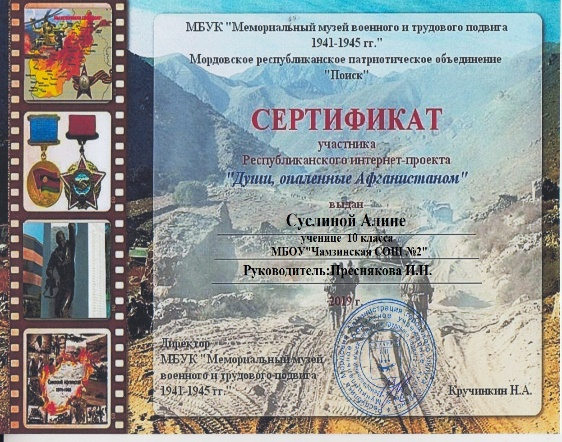 МБУК "Мемориальный музей военного и трудового подвига
1941-1945 гг."
Мордовское республиканское патриотическое объединение
"Поиск"
СЕРТИФИКАТ
участника
Республиканского интернет-проекта
"Души, опаленные Афганистаном"
выдан
Суслиной Алине
ученице 10 клауса
МБОУ"Чамзинская СОШ №2"
Руководитель:Преснякова И.П.
2019 г.
Директор
МБУК "Мемориальный музей
военного и трудового подвига
1941-1945 гг."
Кручинкин Н.А.